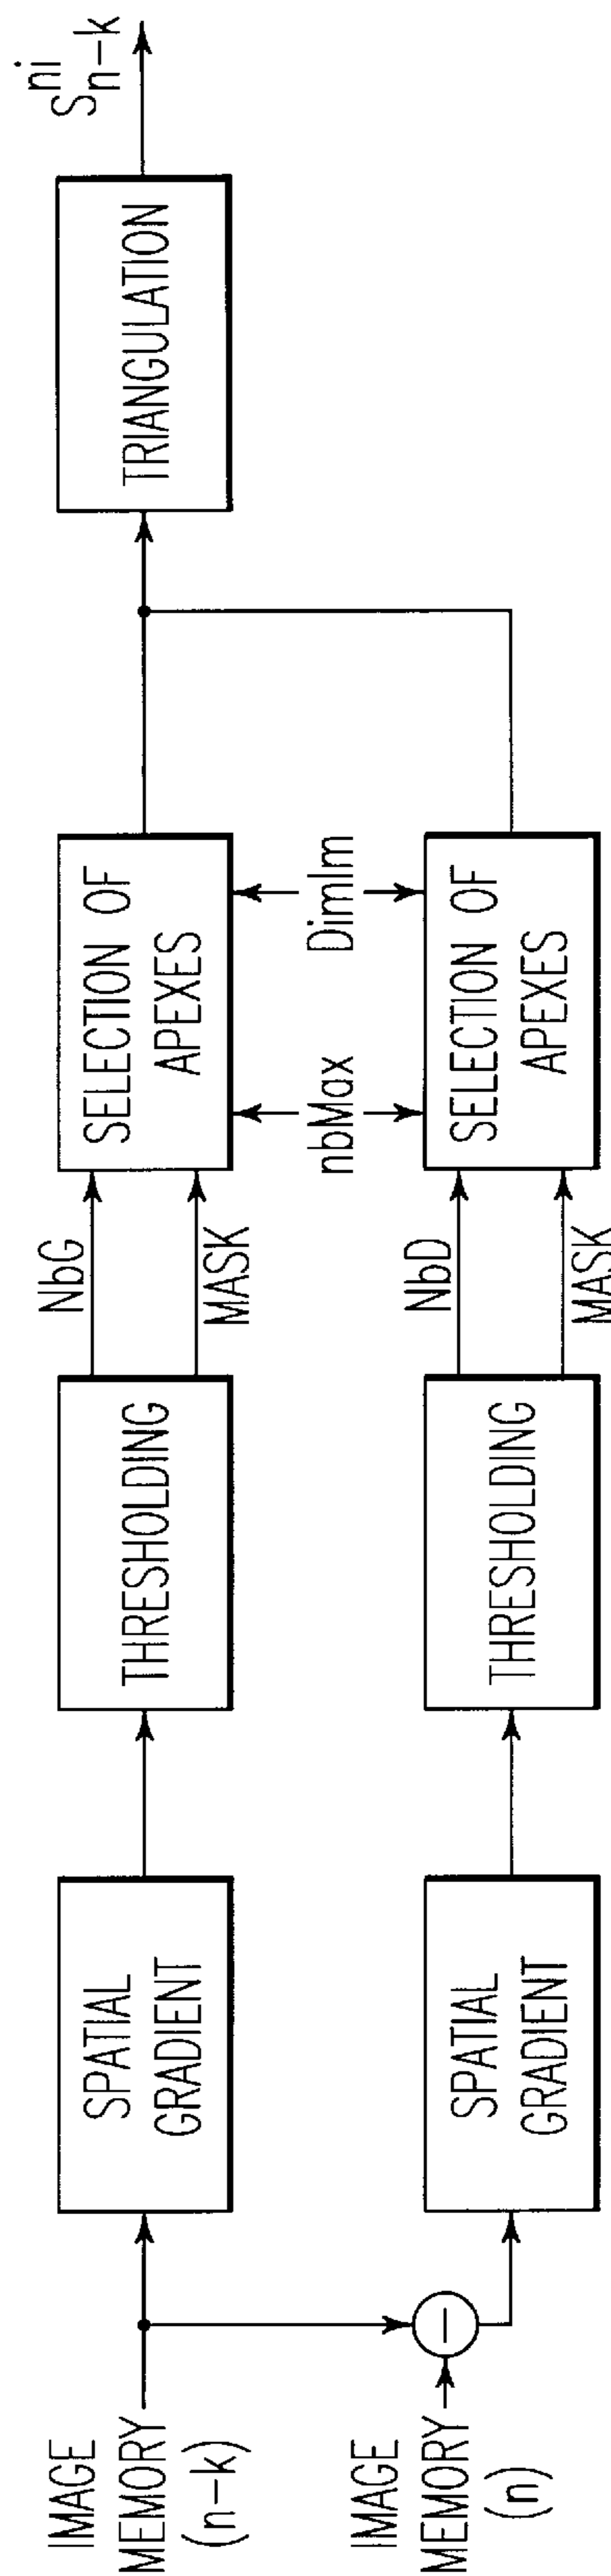 IMAGE
MEMORY
(n-k)
SPATIAL
GRADIENT
THRESHOLDING
NbG
MASK
SELECTION OF
APEXES
TRIANGULATION
S^{ni}_{n-k}
nbMax
DimIm
IMAGE
MEMORY
(n)
−
SPATIAL
GRADIENT
THRESHOLDING
NbD
MASK
SELECTION OF
APEXES